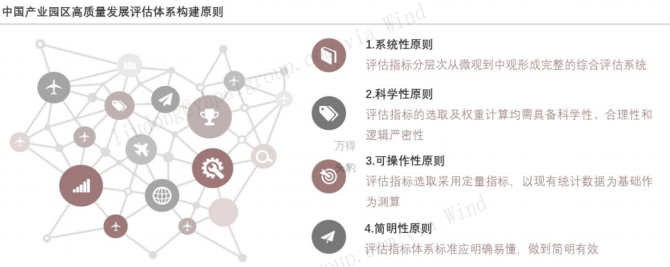 中国产业园区高质量发展评估体系构建原则
1.系统性原则
评估指标分层次从微观到中观形成完整的综合评估系统
2.科学性原则
评估指标的选取及权重计算均需具备科学性、合理性和
逻辑严密性
万得
3.可操作性原则
评估指标选取采用定量指标，以现有统计数据为基础作
为测算
4.简明性原则
评估指标体系标准应明确易懂，做到简明有效
via Wind